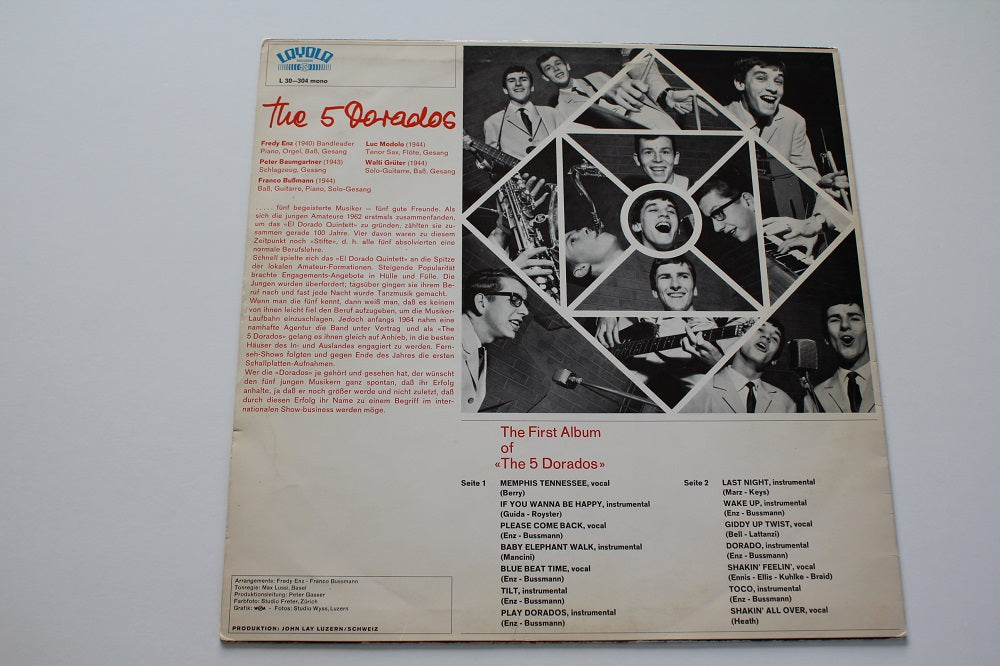 LAYOLA
RECORDS
L 30—304 mono
The 5 Dorados
Fredy Enz (1940) Bandleader
Piano, Orgel, Baß, Gesang
Peter Baumgartner (1943)
Schlagzeug, Gesang
Franco Bußmann (1944)
Baß, Guitarre, Piano, Solo-Gesang
Luc Modolo (1944)
Tenor Sax, Flöte, Gesang
Walti Grüter (1944)
Solo-Guitarre, Baß, Gesang
..... fünf begeisterte Musiker — fünf gute Freunde. Als
sich die jungen Amateure 1962 erstmals zusammenfanden,
um das «El Dorado Quintett» zu gründen, zählten sie zu-
sammen gerade 100 Jahre. Vier davon waren zu diesem
Zeitpunkt noch «Stifte», d. h. alle fünf absolvierten eine
normale Berufslehre.
Schnell spielte sich das «El Dorado Quintett» an die Spitze
der lokalen Amateur-Formationen. Steigende Popularität
brachte Engagements-Angebote in Hülle und Fülle. Die
Jungen wurden überfordert; tagsüber gingen sie ihrem Be-
ruf nach und fast jede Nacht wurde Tanzmusik gemacht.
Wenn man die fünf kennt, dann weiß man, daß es keinem
von ihnen leicht fiel den Beruf aufzugeben, um die Musiker-
Laufbahn einzuschlagen. Jedoch anfangs 1964 nahm eine
namhafte Agentur die Band unter Vertrag und als «The
5 Dorados» gelang es ihnen gleich auf Anhieb, in die besten
Häuser des In- und Auslandes engagiert zu werden. Fern-
seh-Shows folgten und gegen Ende des Jahres die ersten
Schallplatten-Aufnahmen.
Wer die «Dorados» je gehört und gesehen hat, der wünscht
den fünf jungen Musikern ganz spontan, daß ihr Erfolg
anhalte, ja daß er noch größer werde und nicht zuletzt, daß
durch diesen Erfolg ihr Name zu einem Begriff im inter-
nationalen Show-business werden möge.
The First Album
of
«The 5 Dorados»
Seite 1
MEMPHIS TENNESSEE, vocal
(Berry)
IF YOU WANNA BE HAPPY, instrumental
(Guida - Royster)
PLEASE COME BACK, vocal
(Enz - Bussmann)
BABY ELEPHANT WALK, instrumental
(Mancini)
BLUE BEAT TIME, vocal
(Enz - Bussmann)
TILT, instrumental
(Enz - Bussmann)
PLAY DORADOS, instrumental
(Enz - Bussmann)
Seite 2
LAST NIGHT, instrumental
(Marz - Keys)
WAKE UP, instrumental
(Enz - Bussmann)
GIDDY UP TWIST, vocal
(Bell - Lattanzi)
DORADO, instrumental
(Enz - Bussmann)
SHAKIN' FEELIN', vocal
(Ennis - Ellis - Kuhlke - Braid)
TOCO, instrumental
(Enz - Bussmann)
SHAKIN' ALL OVER, vocal
(Heath)
Arrangements: Fredy Enz - Franco Bussmann
Tonregie: Max Lussi, Basel
Produktionsleitung: Peter Gasser
Farbfoto: Studio Freter, Zürich
Grafik: - Fotos: Studio Wyss, Luzern
PRODUKTION: JOHN LAY LUZERN/SCHWEIZ